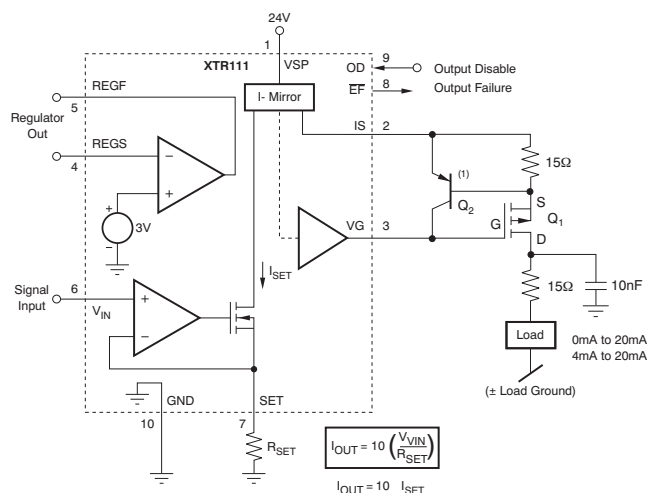 24V
1
XTR111
VSP
OD
9
Output Disable
EF
8
Output Failure
REGF
5
I- Mirror
IS
2
Regulator
Out
REGS
4
15Ω
(1)
Q2
S
G
Q1
D
3V
VG
3
ISET
15Ω
10nF
Signal
Input
6
VIN
Load
0mA to 20mA
4mA to 20mA
(± Load Ground)
GND
10
SET
7
RSET
IOUT = 10 (VVIN/RSET)
IOUT = 10 ISET